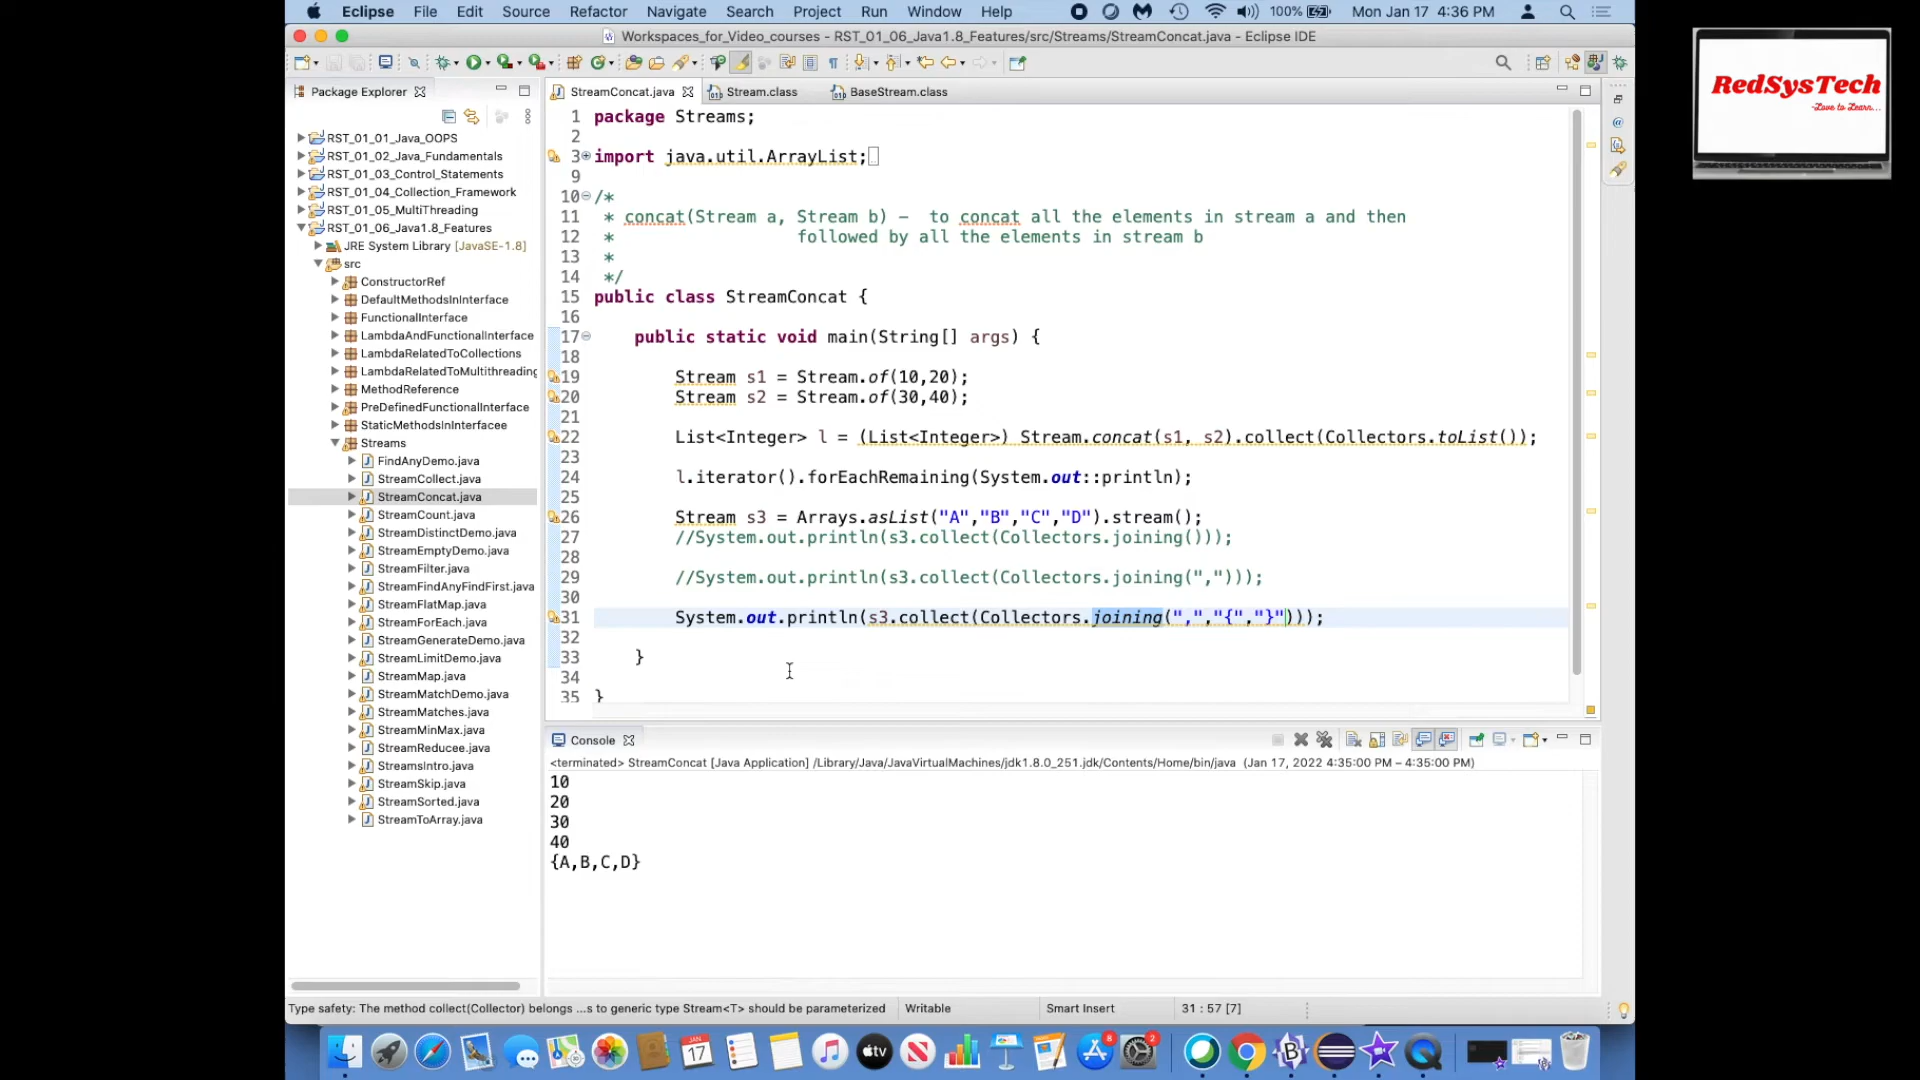 Eclipse File Edit Source Refactor Navigate Search Project Run Window Help 100% Mon Jan 17 4:36 PM
Workspaces_for_Video_courses - RST_01_06_Java1.8_Features/src/Streams/StreamConcat.java - Eclipse IDE
RedSysTech
-Love to Learn...
Package Explorer
RST_01_01_Java_OOPS
RST_01_02_Java_Fundamentals
RST_01_03_Control_Statements
RST_01_04_Collection_Framework
RST_01_05_MultiThreading
RST_01_06_Java1.8_Features
JRE System Library [JavaSE-1.8]
src
ConstructorRef
DefaultMethodsInInterface
FunctionalInterface
LambdaAndFunctionalInterface
LambdaRelatedToCollections
LambdaRelatedToMultithreading
MethodReference
PreDefinedFunctionalInterface
StaticMethodsInInterfacee
Streams
FindAnyDemo.java
StreamCollect.java
StreamConcat.java
StreamCount.java
StreamDistinctDemo.java
StreamEmptyDemo.java
StreamFilter.java
StreamFindAnyFindFirst.java
StreamFlatMap.java
StreamForEach.java
StreamGenerateDemo.java
StreamLimitDemo.java
StreamMap.java
StreamMatchDemo.java
StreamMatches.java
StreamMinMax.java
StreamReducee.java
StreamsIntro.java
StreamSkip.java
StreamSorted.java
StreamToArray.java
StreamConcat.java Stream.class BaseStream.class
1 package Streams;
2
3 import java.util.ArrayList;
9
10 /*
11 * concat(Stream a, Stream b) - to concat all the elements in stream a and then
12 * followed by all the elements in stream b
13 *
14 */
15 public class StreamConcat {
16
17 public static void main(String[] args) {
18
19 Stream s1 = Stream.of(10,20);
20 Stream s2 = Stream.of(30,40);
21
22 List<Integer> l = (List<Integer>) Stream.concat(s1, s2).collect(Collectors.toList());
23
24 l.iterator().forEachRemaining(System.out::println);
25
26 Stream s3 = Arrays.asList("A","B","C","D").stream();
27 //System.out.println(s3.collect(Collectors.joining()));
28
29 //System.out.println(s3.collect(Collectors.joining(",")));
30
31 System.out.println(s3.collect(Collectors.joining(",","{","}")));
32
33 }
34
35 }
Console
<terminated> StreamConcat [Java Application] /Library/Java/JavaVirtualMachines/jdk1.8.0_251.jdk/Contents/Home/bin/java (Jan 17, 2022 4:35:00 PM – 4:35:00 PM)
10
20
30
40
{A,B,C,D}
Type safety: The method collect(Collector) belongs ...s to generic type Stream<T> should be parameterized Writable Smart Insert 31 : 57 [7]
JAN
17
tv
8
2